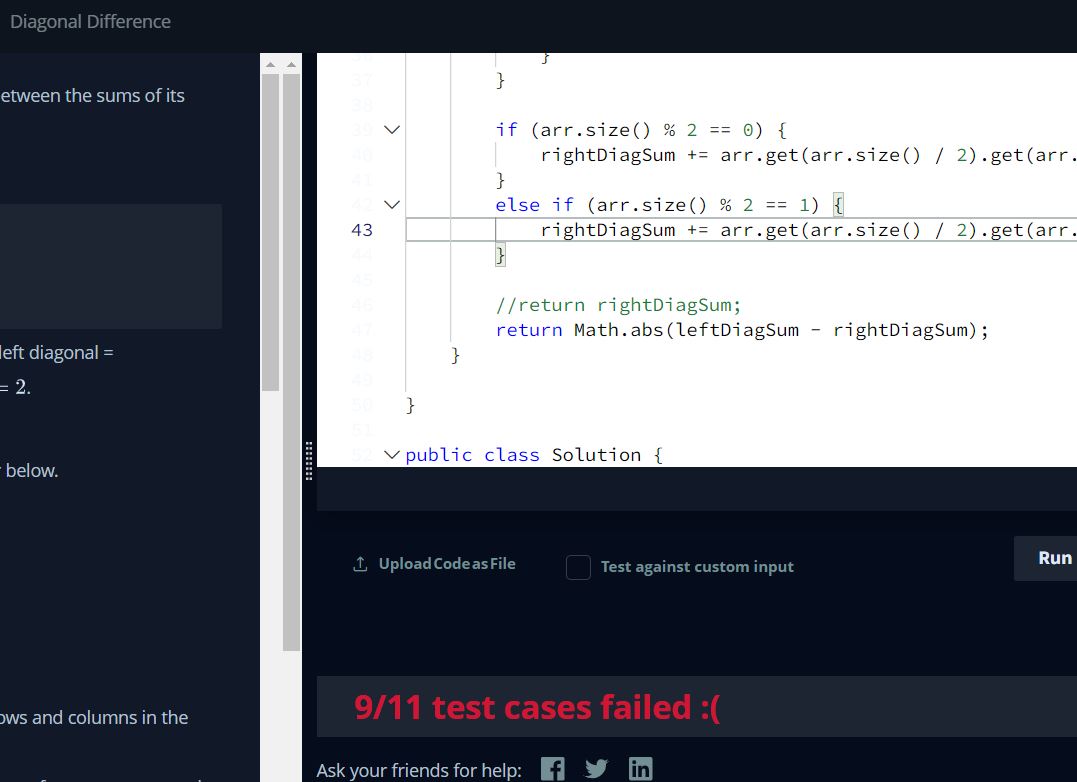 Diagonal Difference
etween the sums of its
left diagonal =
= 2.
below.
ows and columns in the
36 }
37 }
38
39 if (arr.size() % 2 == 0) {
40 rightDiagSum += arr.get(arr.size() / 2).get(arr.
41 }
42 else if (arr.size() % 2 == 1) {
43 rightDiagSum += arr.get(arr.size() / 2).get(arr.
44 }
45
46 //return rightDiagSum;
47 return Math.abs(leftDiagSum - rightDiagSum);
48 }
49
50 }
51
52 public class Solution {
Upload Code as File
Test against custom input
Run
9/11 test cases failed :(
Ask your friends for help: